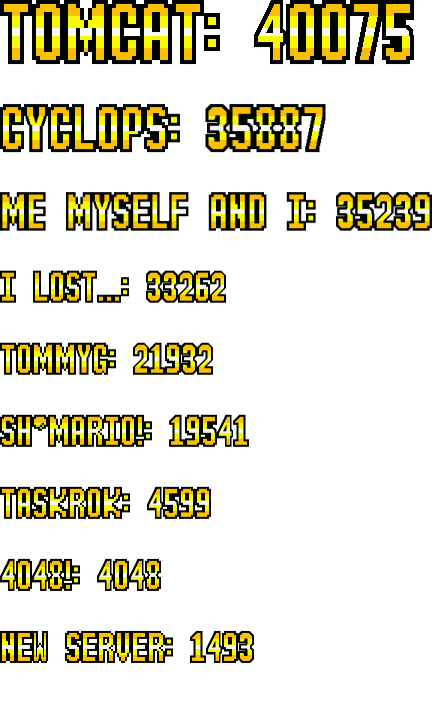 TOMCAT: 40075
CYCLOPS: 35887
ME MYSELF AND I: 35239
I LOST...: 33262
TOMMYG: 21932
SH*MARIO!: 19541
TASKROK: 4599
4048!: 4048
NEW SERVER: 1493